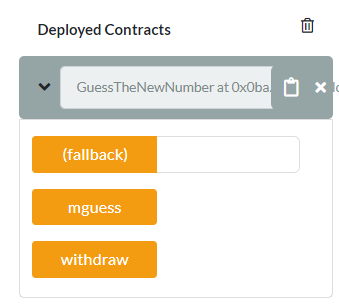 Deployed Contracts
GuessTheNewNumber at 0x0ba.
(fallback)
mguess
withdraw